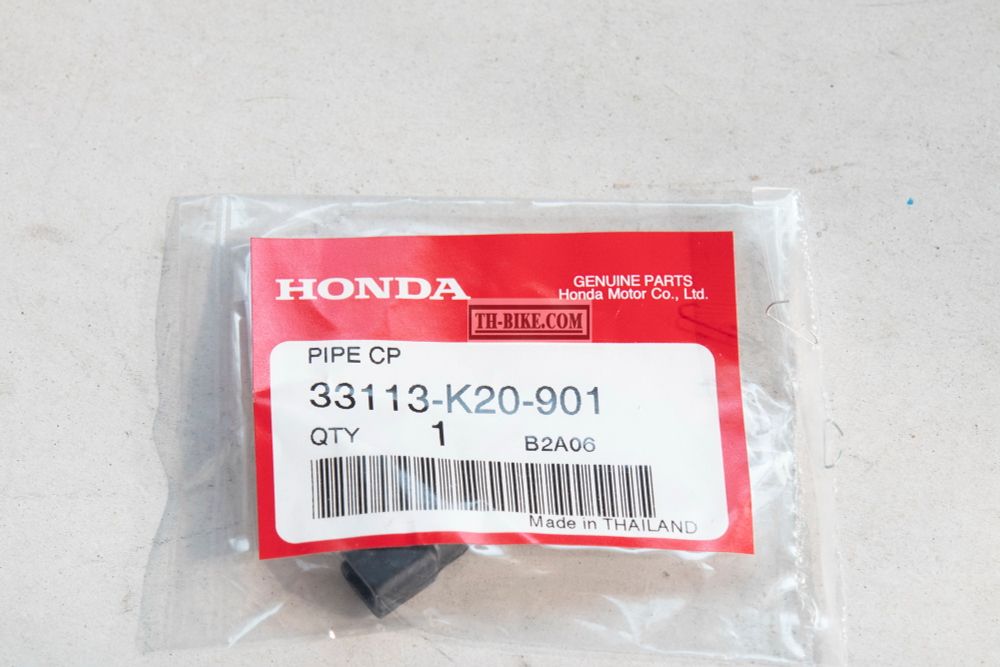 HONDA
GENUINE PARTS
Honda Motor Co., Ltd.
TH-BIKE.COM
PIPE CP
33113-K20-901
QTY 1 B2A06
Made in THAILAND